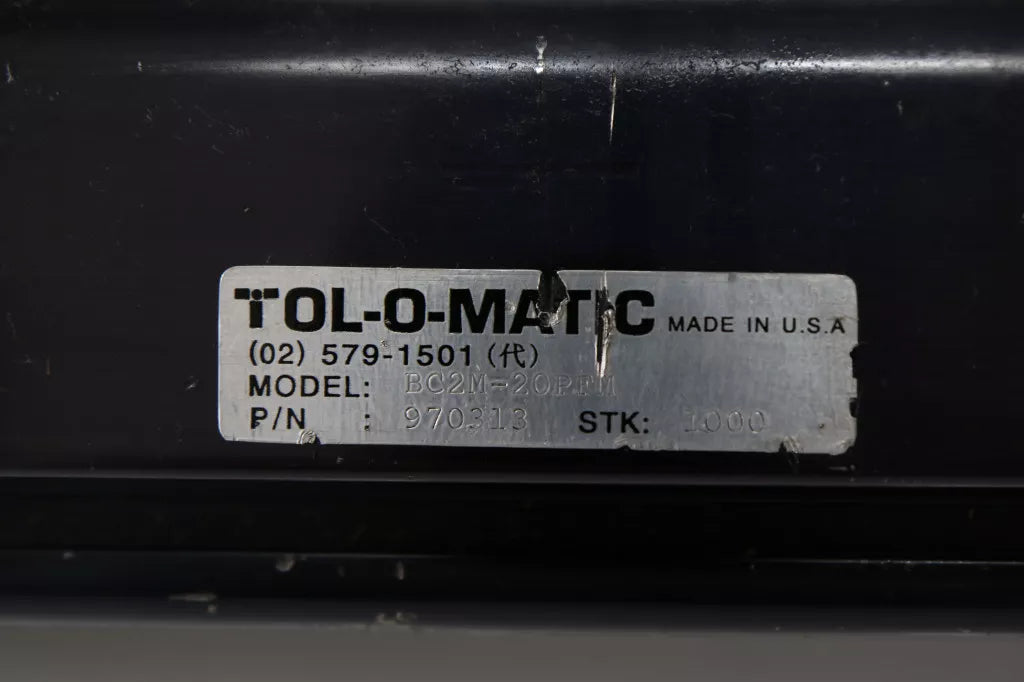 TOL-O-MATIC MADE IN U.S.A
(02) 579-1501 (代)
MODEL: BC2M-20PFM
P/N : 970313 STK: 1000